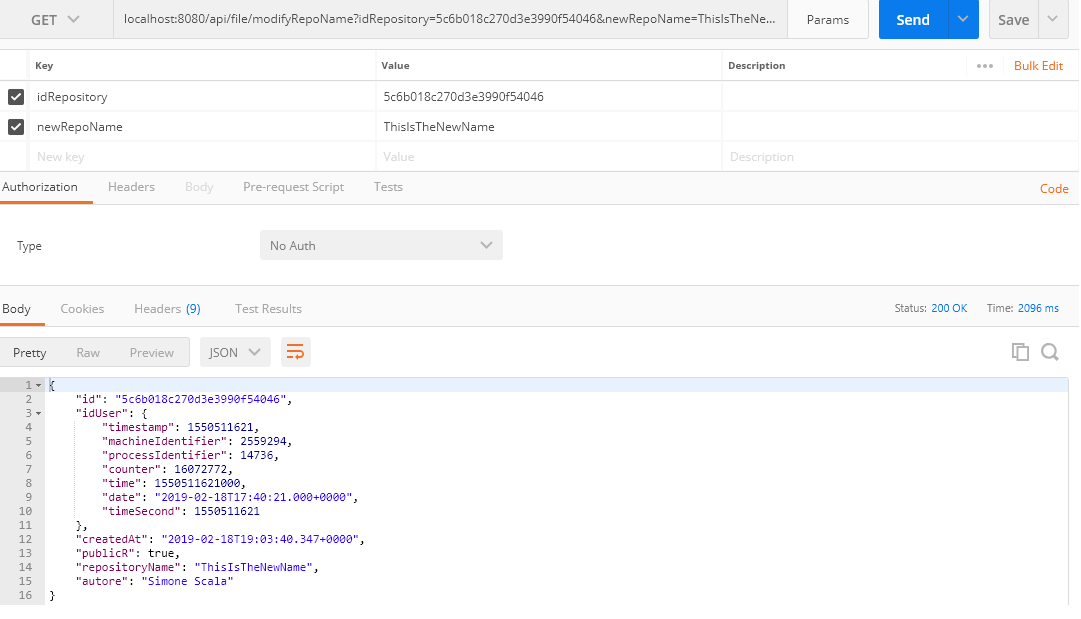 GET localhost:8080/api/file/modifyRepoName?idRepository=5c6b018c270d3e3990f54046&newRepoName=ThisIsTheNe... Params Send Save
Key Value Description Bulk Edit
idRepository 5c6b018c270d3e3990f54046
newRepoName ThisIsTheNewName
New key Value Description
Authorization Headers Body Pre-request Script Tests Code
Type No Auth
Body Cookies Headers (9) Test Results Status: 200 OK Time: 2096 ms
Pretty Raw Preview JSON
1 {
2 "id": "5c6b018c270d3e3990f54046",
3 "idUser": {
4 "timestamp": 1550511621,
5 "machineIdentifier": 2559294,
6 "processIdentifier": 14736,
7 "counter": 16072772,
8 "time": 1550511621000,
9 "date": "2019-02-18T17:40:21.000+0000",
10 "timeSecond": 1550511621
11 },
12 "createdAt": "2019-02-18T19:03:40.347+0000",
13 "publicR": true,
14 "repositoryName": "ThisIsTheNewName",
15 "autore": "Simone Scala"
16 }